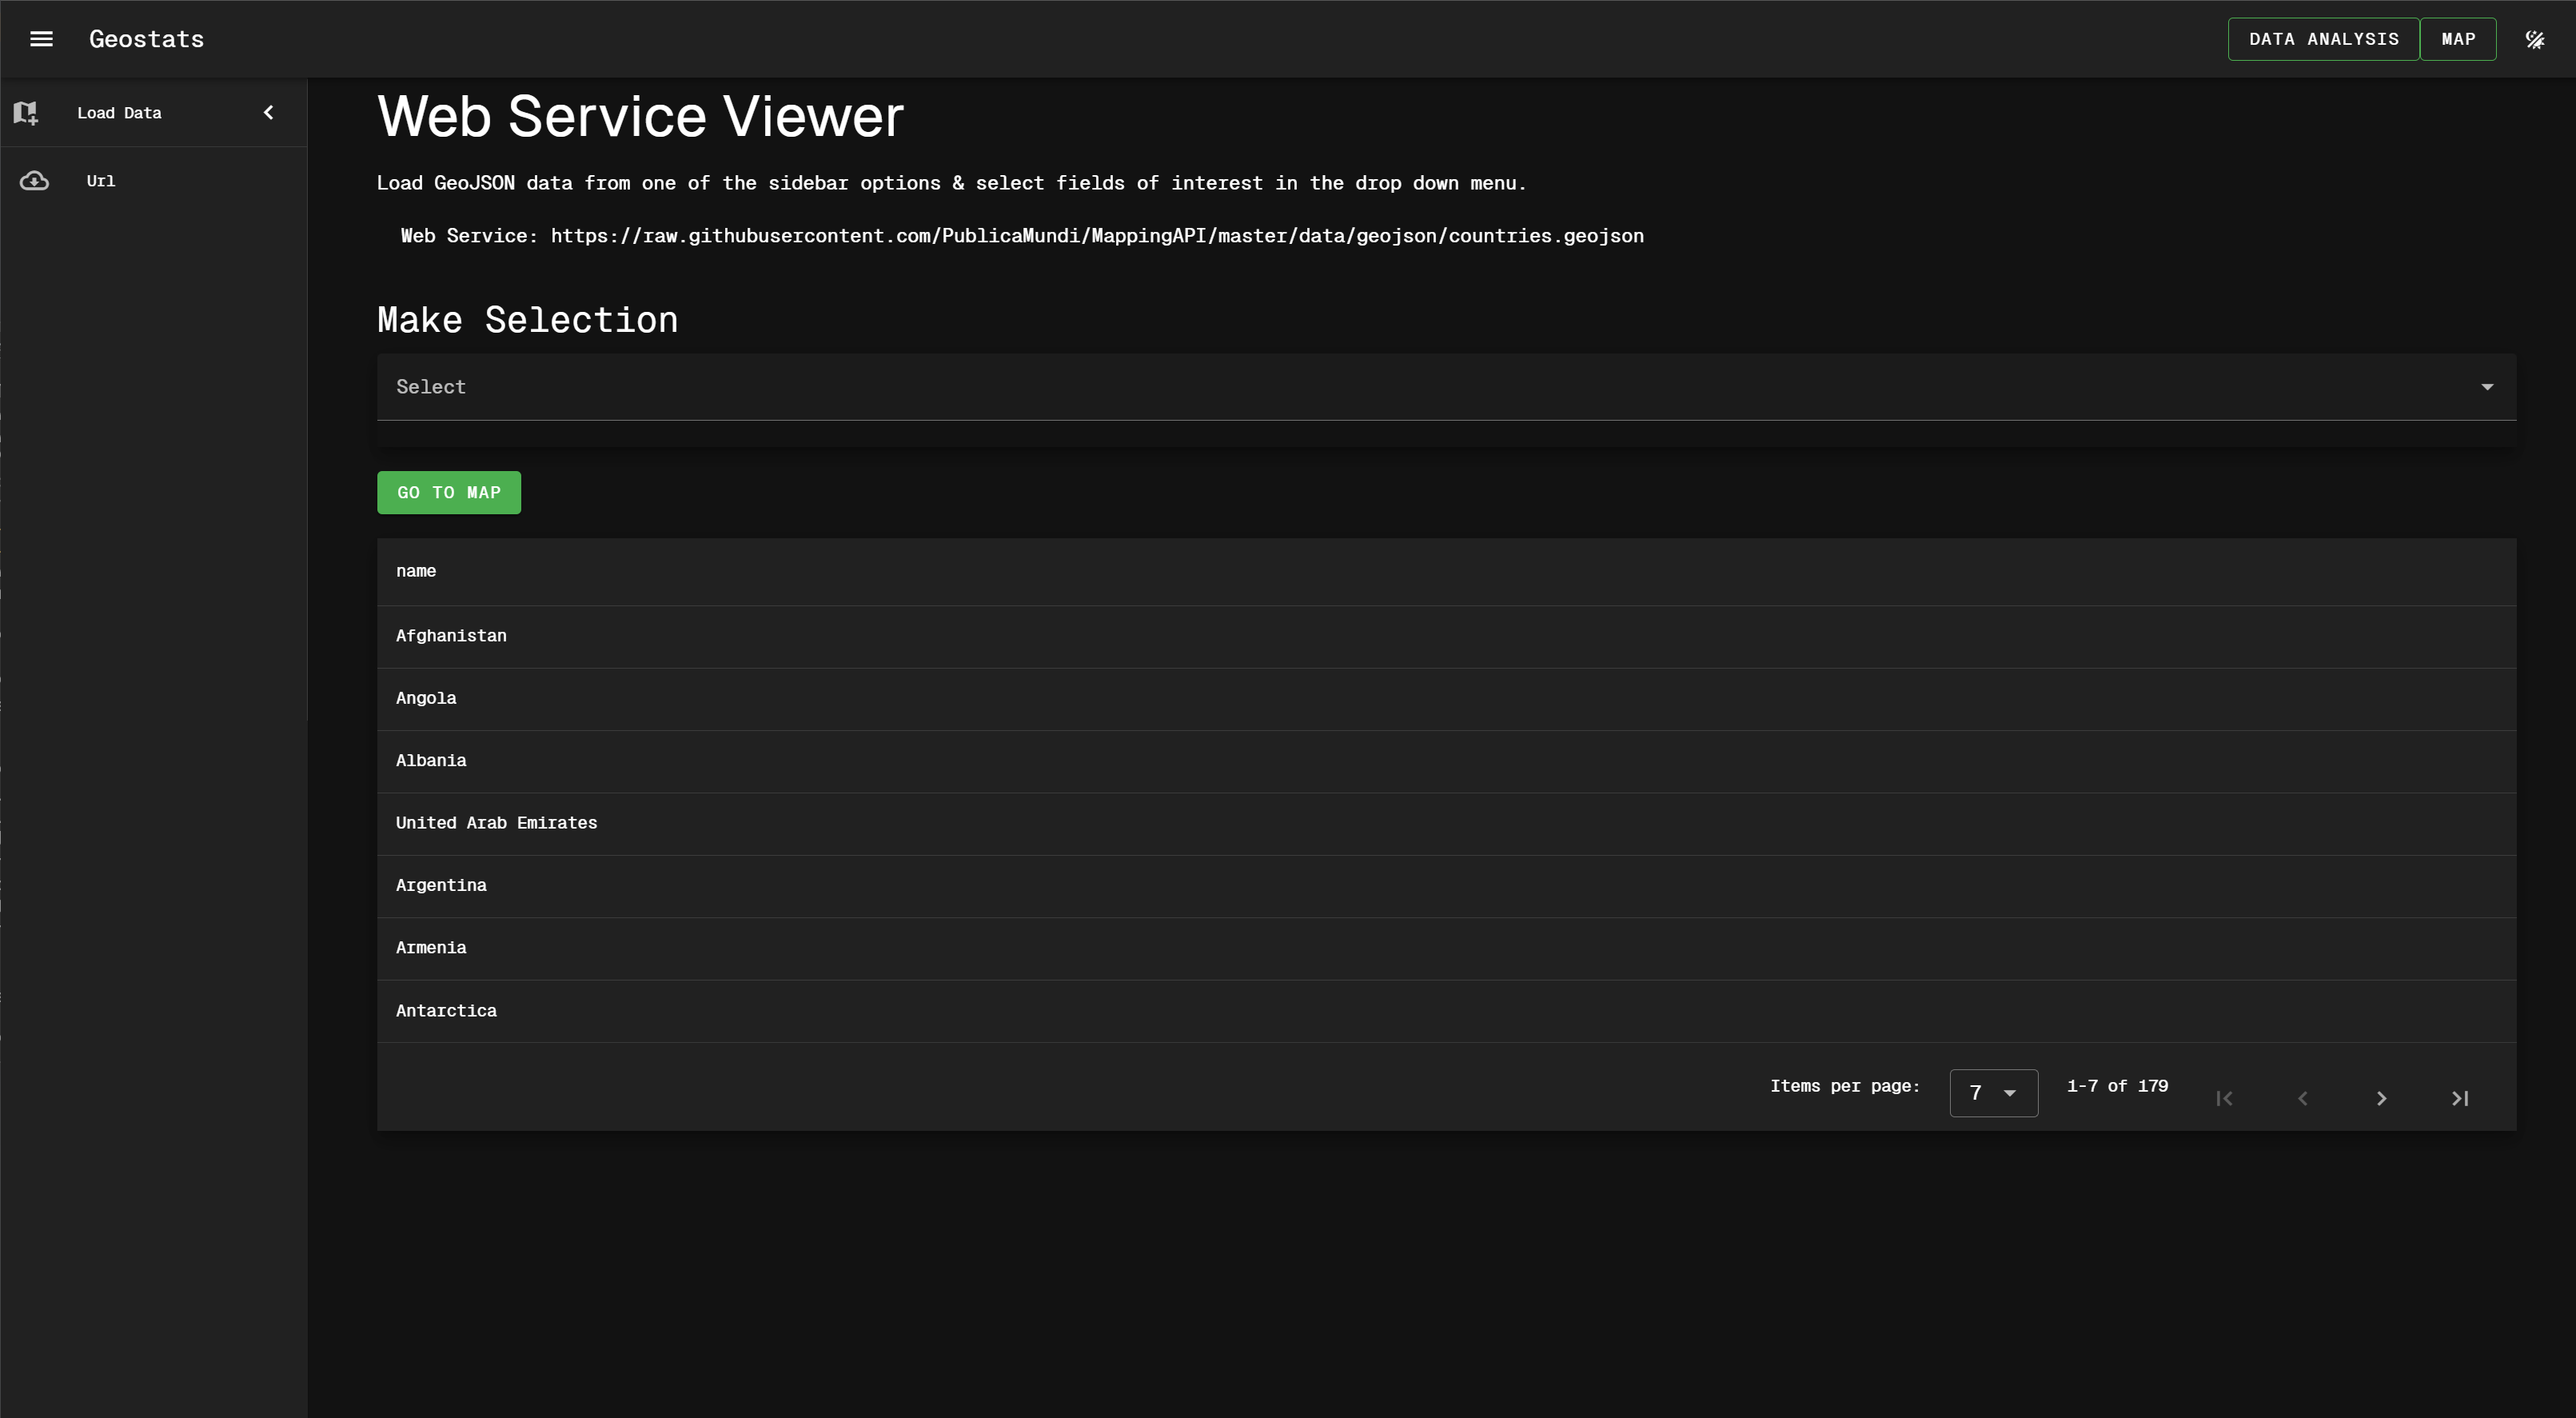 Geostats
DATA ANALYSIS MAP
Load Data
Url
Web Service Viewer
Load GeoJSON data from one of the sidebar options & select fields of interest in the drop down menu.
Web Service: https://raw.githubusercontent.com/PublicaMundi/MappingAPI/master/data/geojson/countries.geojson
Make Selection
Select
GO TO MAP
name
Afghanistan
Angola
Albania
United Arab Emirates
Argentina
Armenia
Antarctica
Items per page: 7 1-7 of 179